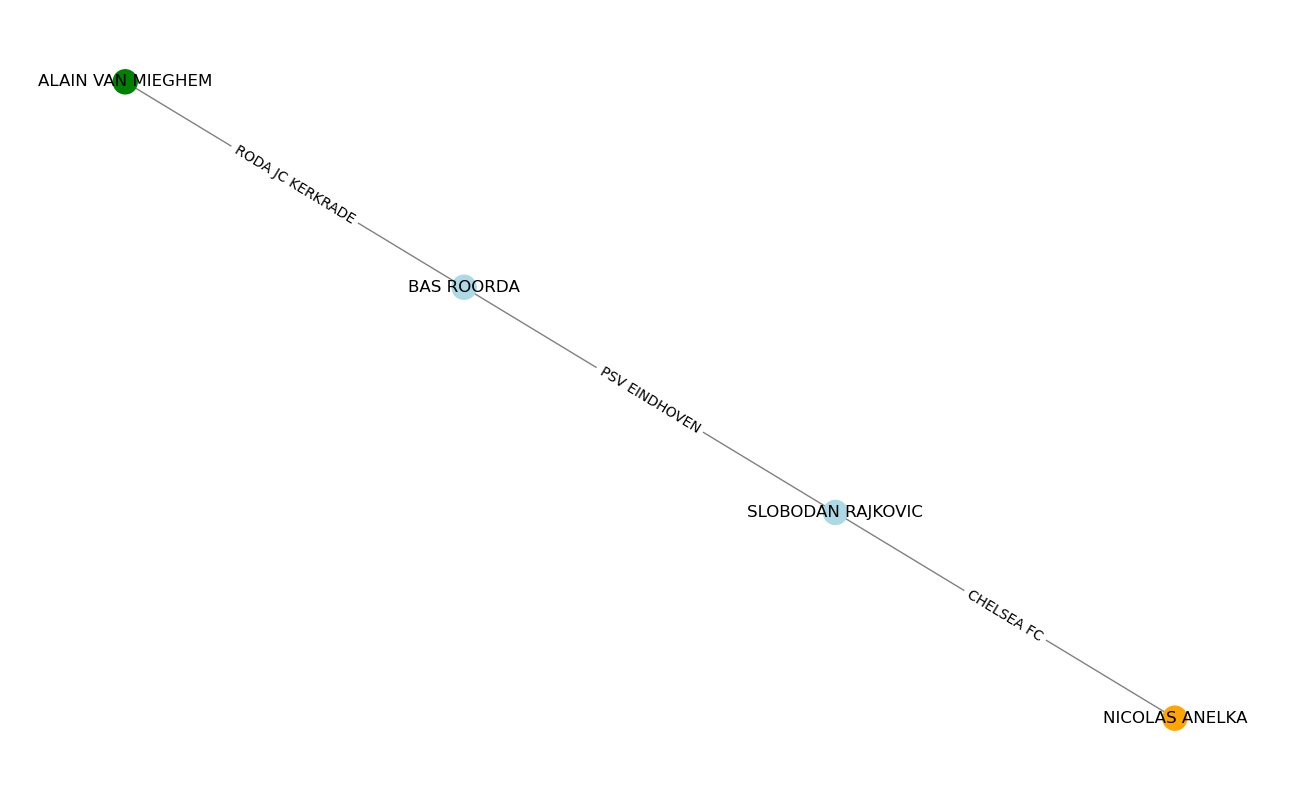 ALAIN VAN MIEGHEM
RODA JC KERKRADE
BAS ROORDA
PSV EINDHOVEN
SLOBODAN RAJKOVIC
CHELSEA FC
NICOLAS ANELKA